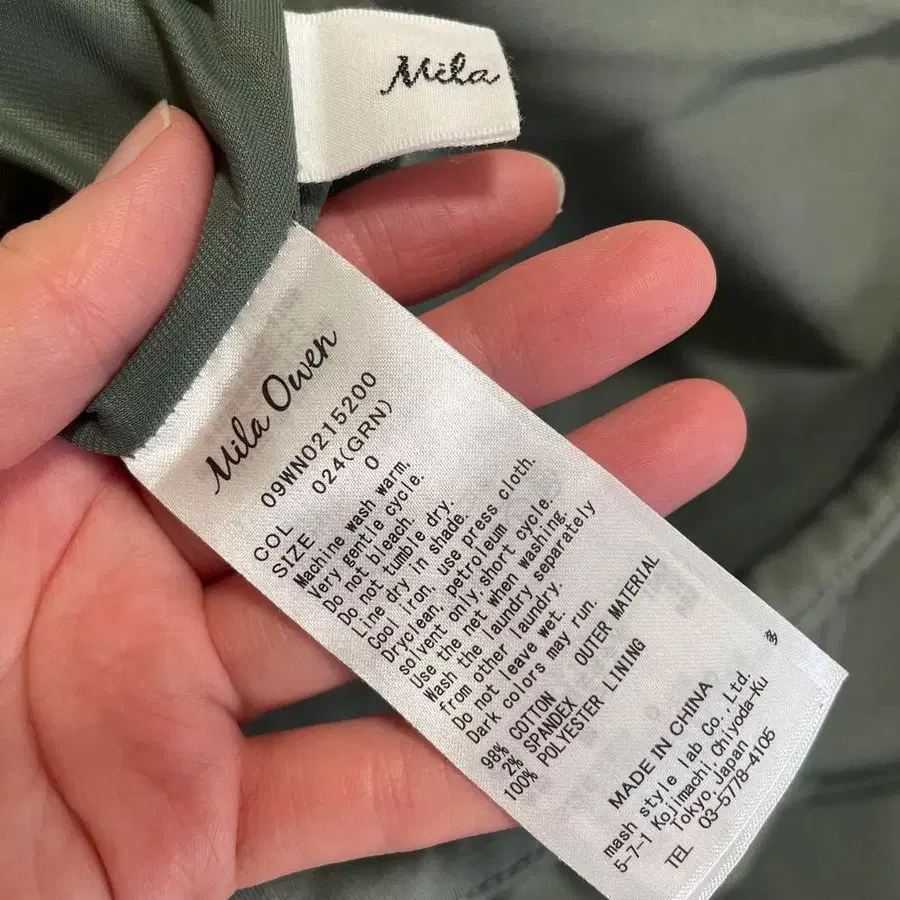 Mila
Mila Owen
09WN0215200
COL 024(GRN)
SIZE 0
Machine wash warm,
very gentle cycle.
Do not bleach.
Do not tumble dry.
Line dry in shade.
Cool iron, use press cloth.
Dryclean, petroleum
solvent only,short cycle.
Use the net when washing.
Wash the laundry separately
from other laundry.
Do not leave wet.
Dark colors may run.
98% COTTON OUTER MATERIAL
2% SPANDEX
100% POLYESTER LINING
MADE IN CHINA
mash style lab Co.,Ltd.
5-7-1 Kojimachi,Chiyoda-Ku
Tokyo,Japan
TEL 03-5778-4105